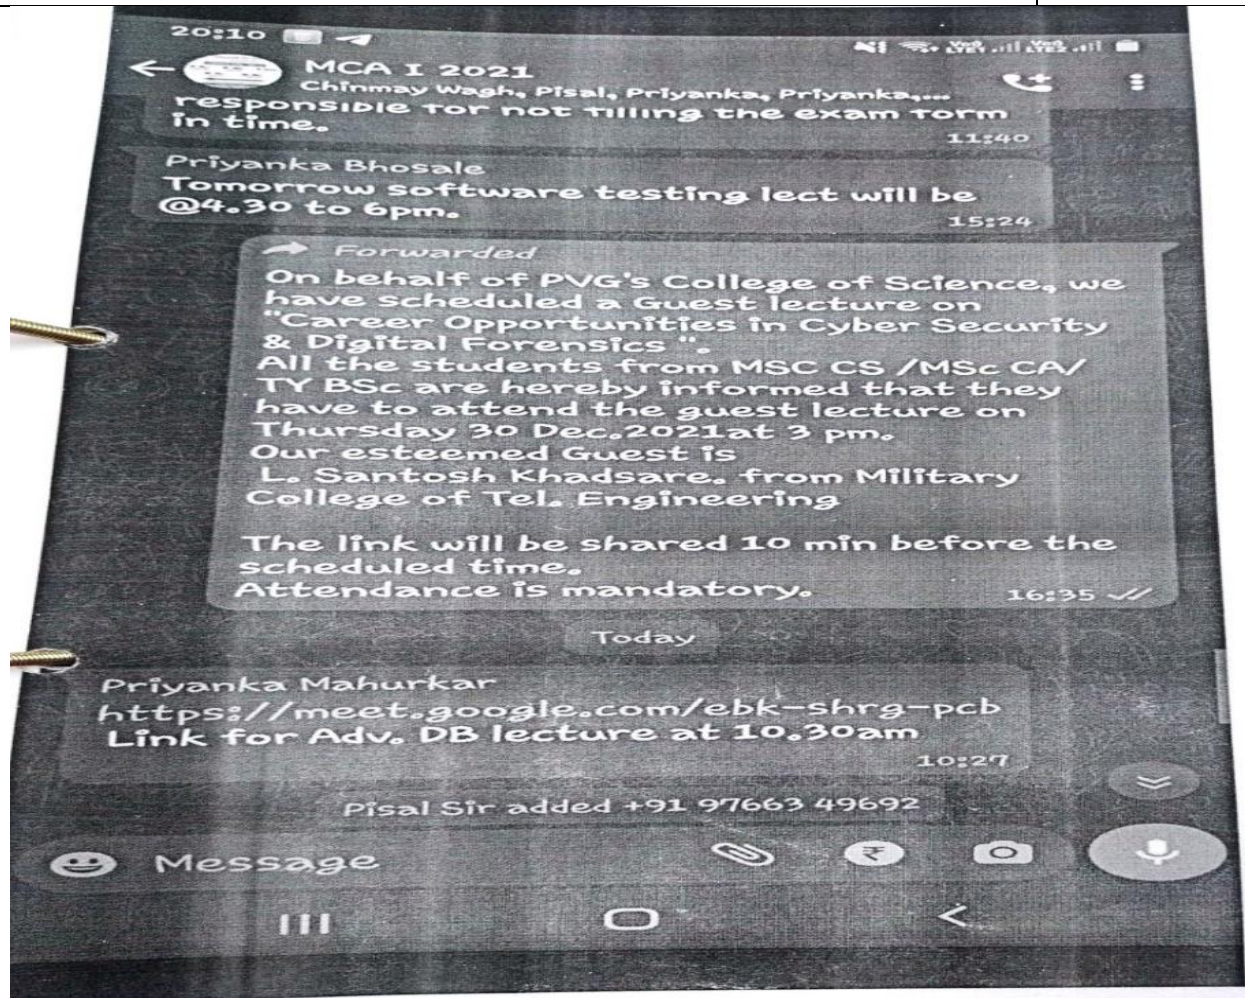 20:10
MCA I 2021
Chinmay Wagh, Pisal, Priyanka, Priyanka,...
responsible for not filling the exam form
in time.
11:40
Priyanka Bhosale
Tomorrow software testing lect will be
@4.30 to 6pm.
15:24
Forwarded
On behalf of PVG's College of Science, we
have scheduled a Guest lecture on
"Career Opportunities in Cyber Security
& Digital Forensics ".
All the students from MSC CS /MSc CA/
TY BSc are hereby informed that they
have to attend the guest lecture on
Thursday 30 Dec.2021at 3 pm.
Our esteemed Guest is
L. Santosh Khadsare. from Military
College of Tel. Engineering
The link will be shared 10 min before the
scheduled time.
Attendance is mandatory.
16:35
Today
Priyanka Mahurkar
https://meet.google.com/ebk-shrg-pcb
Link for Adv. DB lecture at 10.30am
10:27
Pisal Sir added +91 97663 49692
Message